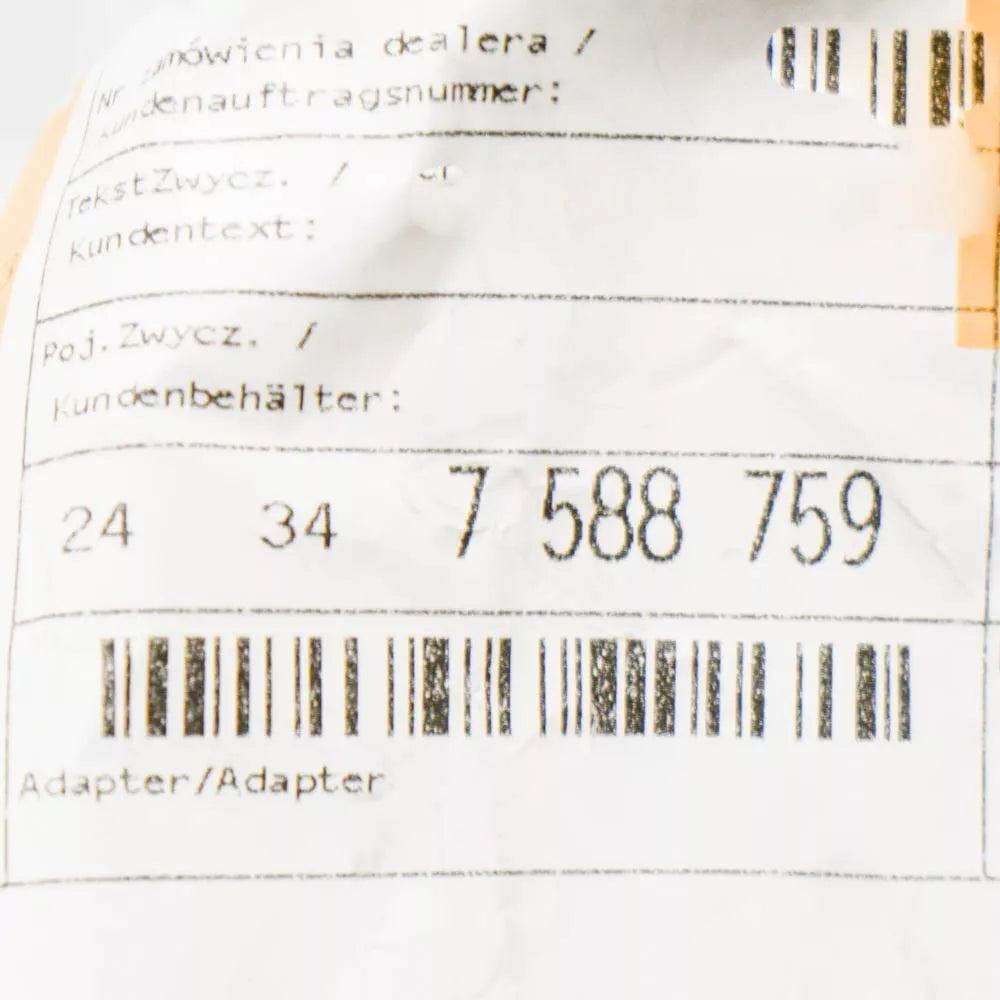 Nr zamówienia dealera /
Kundenauftragsnummer:
TekstZwycz. /
Kundentext:
Poj.Zwycz. /
Kundenbehälter:
24 34 7 588 759
Adapter/Adapter